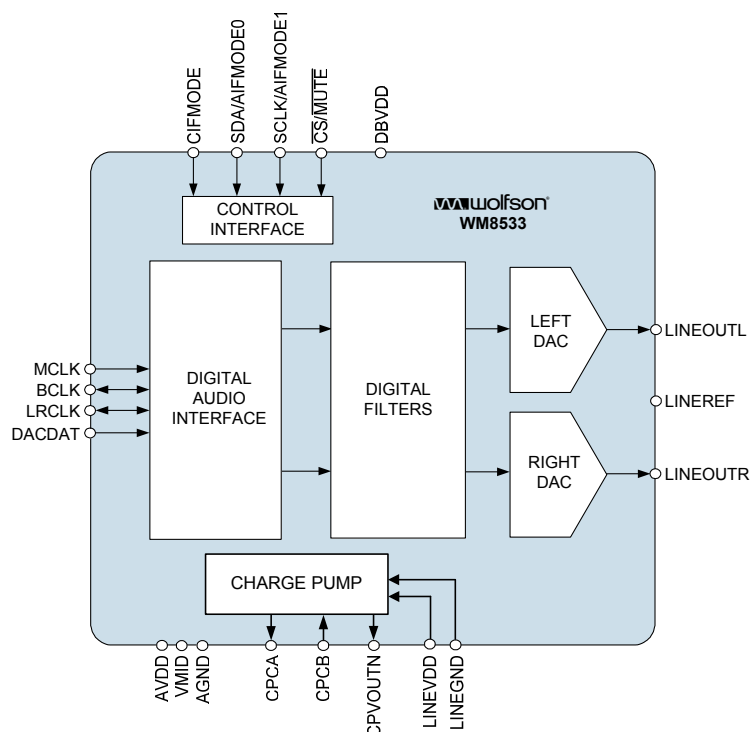 CIFMODE
SDA/AIFMODE0
SCLK/AIFMODE1
CS/MUTE
DBVDD
CONTROL
INTERFACE
wolfson
WM8533
DIGITAL
AUDIO
INTERFACE
DIGITAL
FILTERS
LEFT
DAC
RIGHT
DAC
MCLK
BCLK
LRCLK
DACDAT
LINEOUTL
LINEREF
LINEOUTR
CHARGE PUMP
AVDD
VMID
AGND
CPCA
CPCB
CPVOUTN
LINEVDD
LINEGND